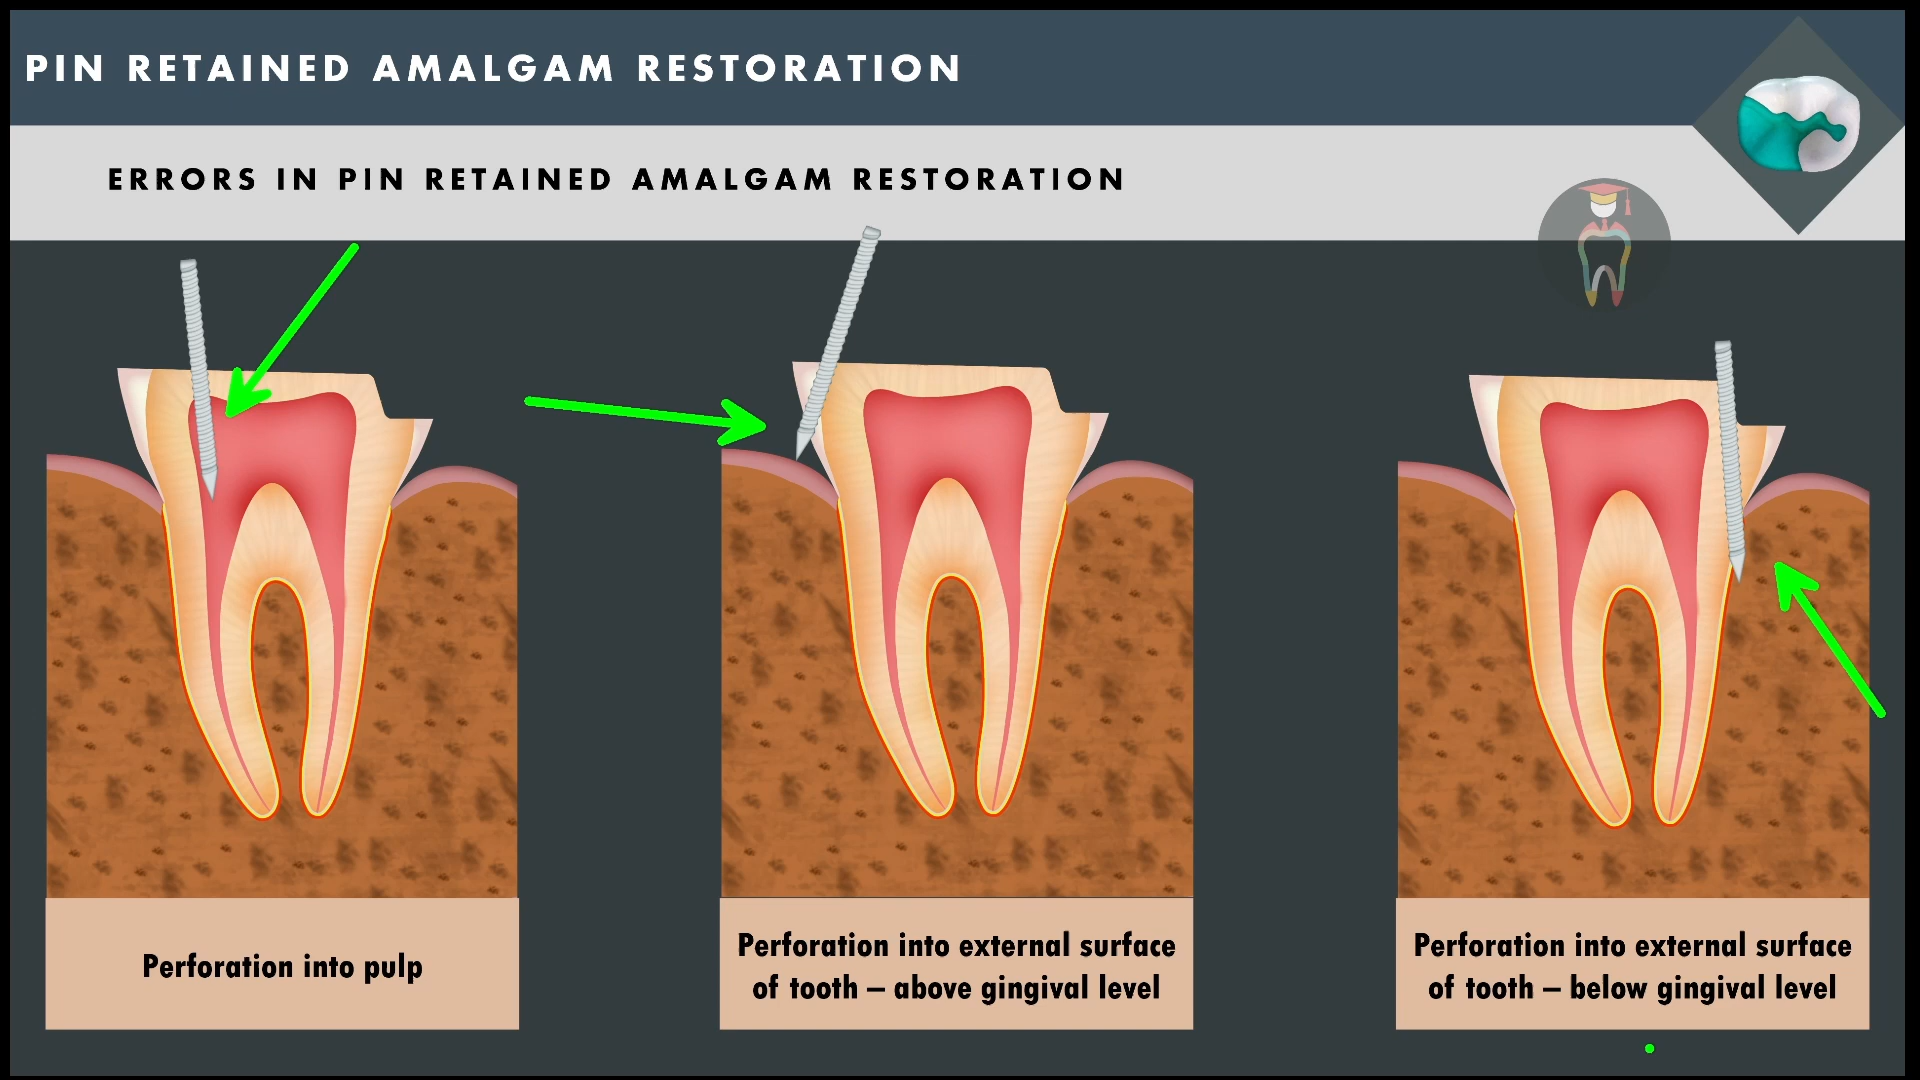 PIN RETAINED AMALGAM RESTORATION
ERRORS IN PIN RETAINED AMALGAM RESTORATION
Perforation into pulp
Perforation into external surface
of tooth – above gingival level
Perforation into external surface
of tooth – below gingival level